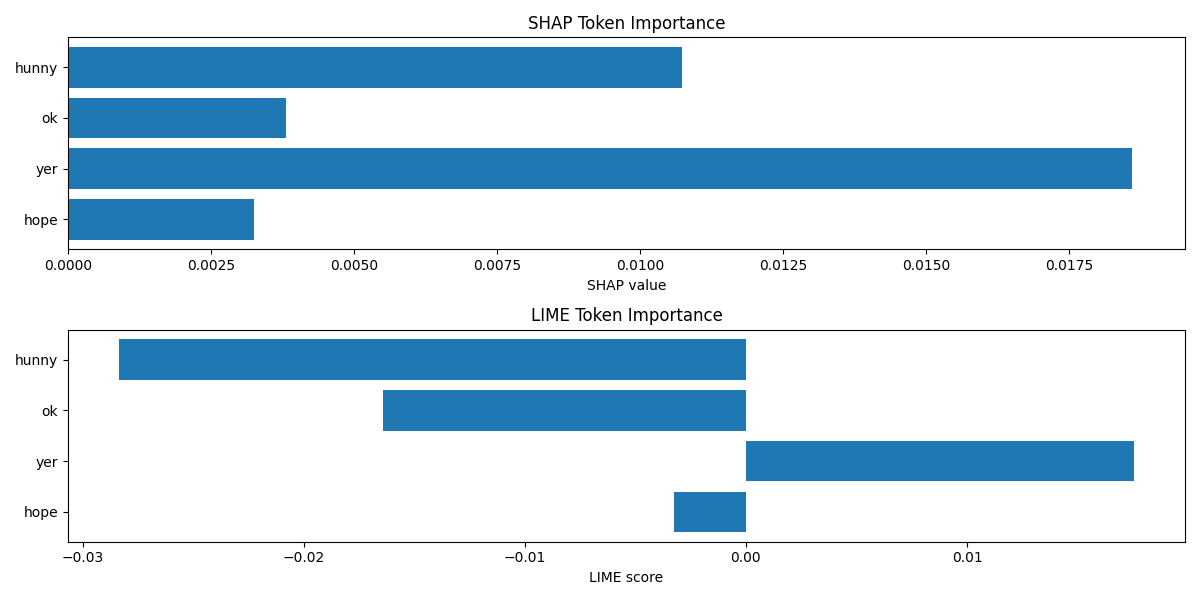 SHAP Token Importance
hunny
ok
yer
hope
0.0000 0.0025 0.0050 0.0075 0.0100 0.0125 0.0150 0.0175
SHAP value
LIME Token Importance
hunny
ok
yer
hope
−0.03 −0.02 −0.01 0.00 0.01
LIME score